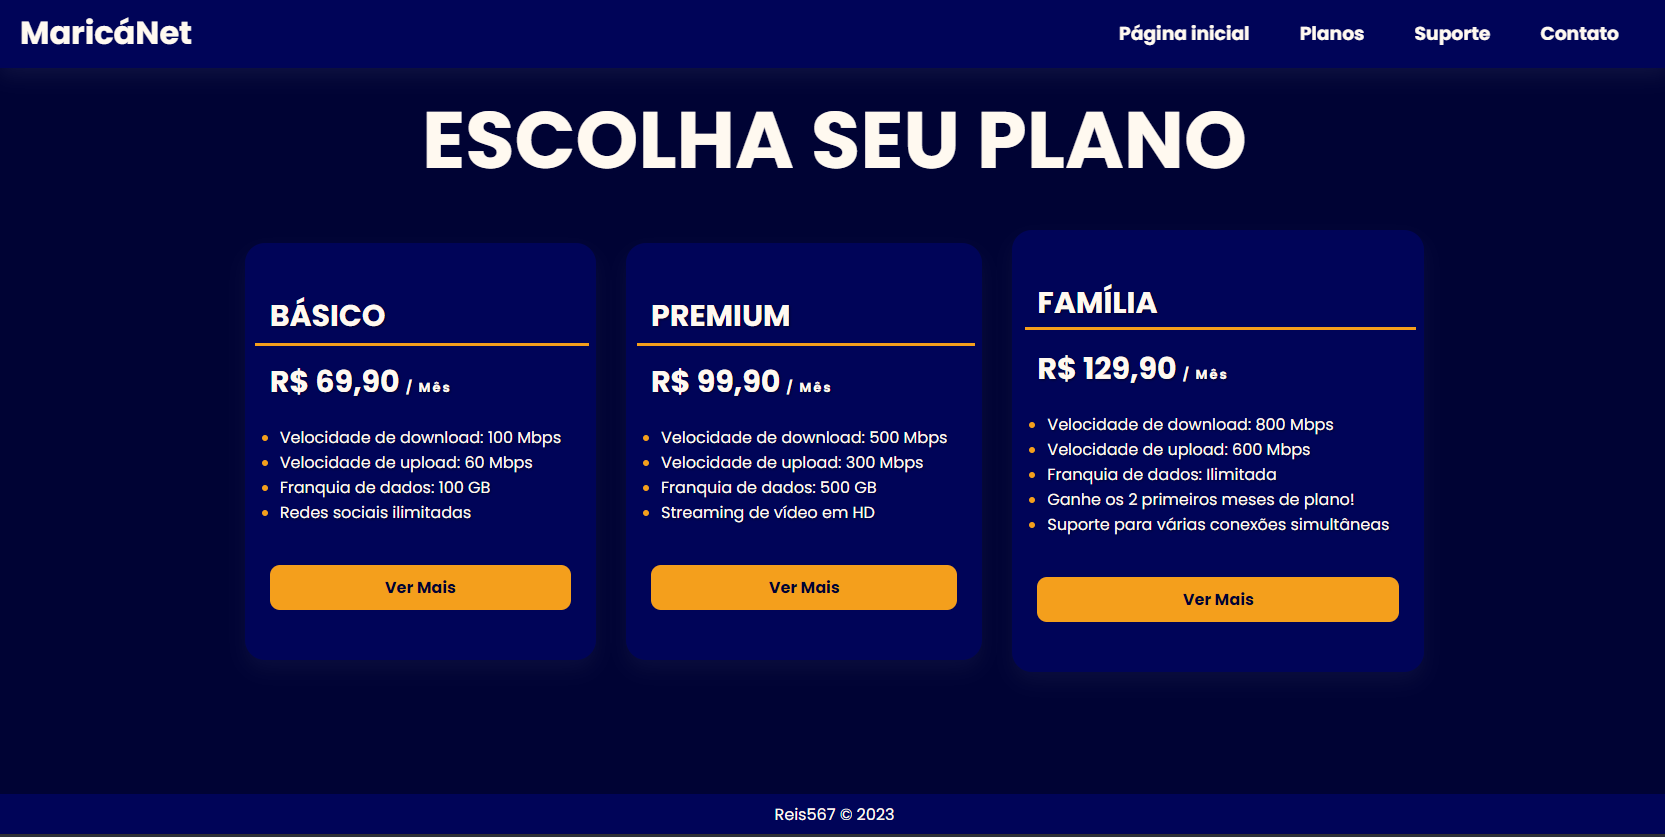 MaricáNet
Página inicial
Planos
Suporte
Contato
ESCOLHA SEU PLANO
BÁSICO
R$ 69,90 / Mês
Velocidade de download: 100 Mbps
Velocidade de upload: 60 Mbps
Franquia de dados: 100 GB
Redes sociais ilimitadas
Ver Mais
PREMIUM
R$ 99,90 / Mês
Velocidade de download: 500 Mbps
Velocidade de upload: 300 Mbps
Franquia de dados: 500 GB
Streaming de vídeo em HD
Ver Mais
FAMÍLIA
R$ 129,90 / Mês
Velocidade de download: 800 Mbps
Velocidade de upload: 600 Mbps
Franquia de dados: Ilimitada
Ganhe os 2 primeiros meses de plano!
Suporte para várias conexões simultâneas
Ver Mais
Reis567 © 2023